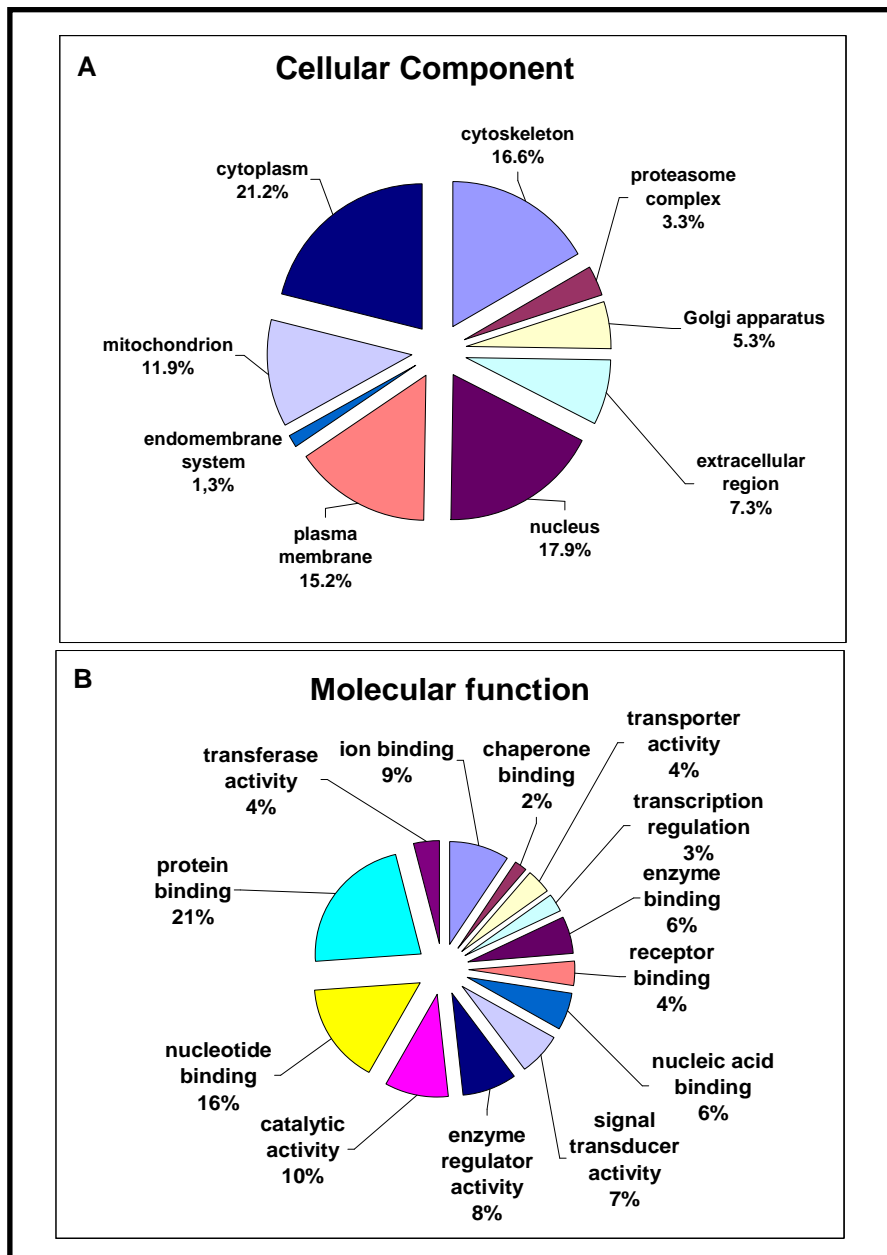 A
Cellular Component
cytoskeleton
16.6%
proteasome
complex
3.3%
Golgi apparatus
5.3%
extracellular
region
7.3%
nucleus
17.9%
plasma
membrane
15.2%
endomembrane
system
1,3%
mitochondrion
11.9%
cytoplasm
21.2%
B
Molecular function
ion binding
9%
chaperone
binding
2%
transporter
activity
4%
transcription
regulation
3%
enzyme
binding
6%
receptor
binding
4%
nucleic acid
binding
6%
signal
transducer
activity
7%
enzyme
regulator
activity
8%
catalytic
activity
10%
nucleotide
binding
16%
protein
binding
21%
transferase
activity
4%